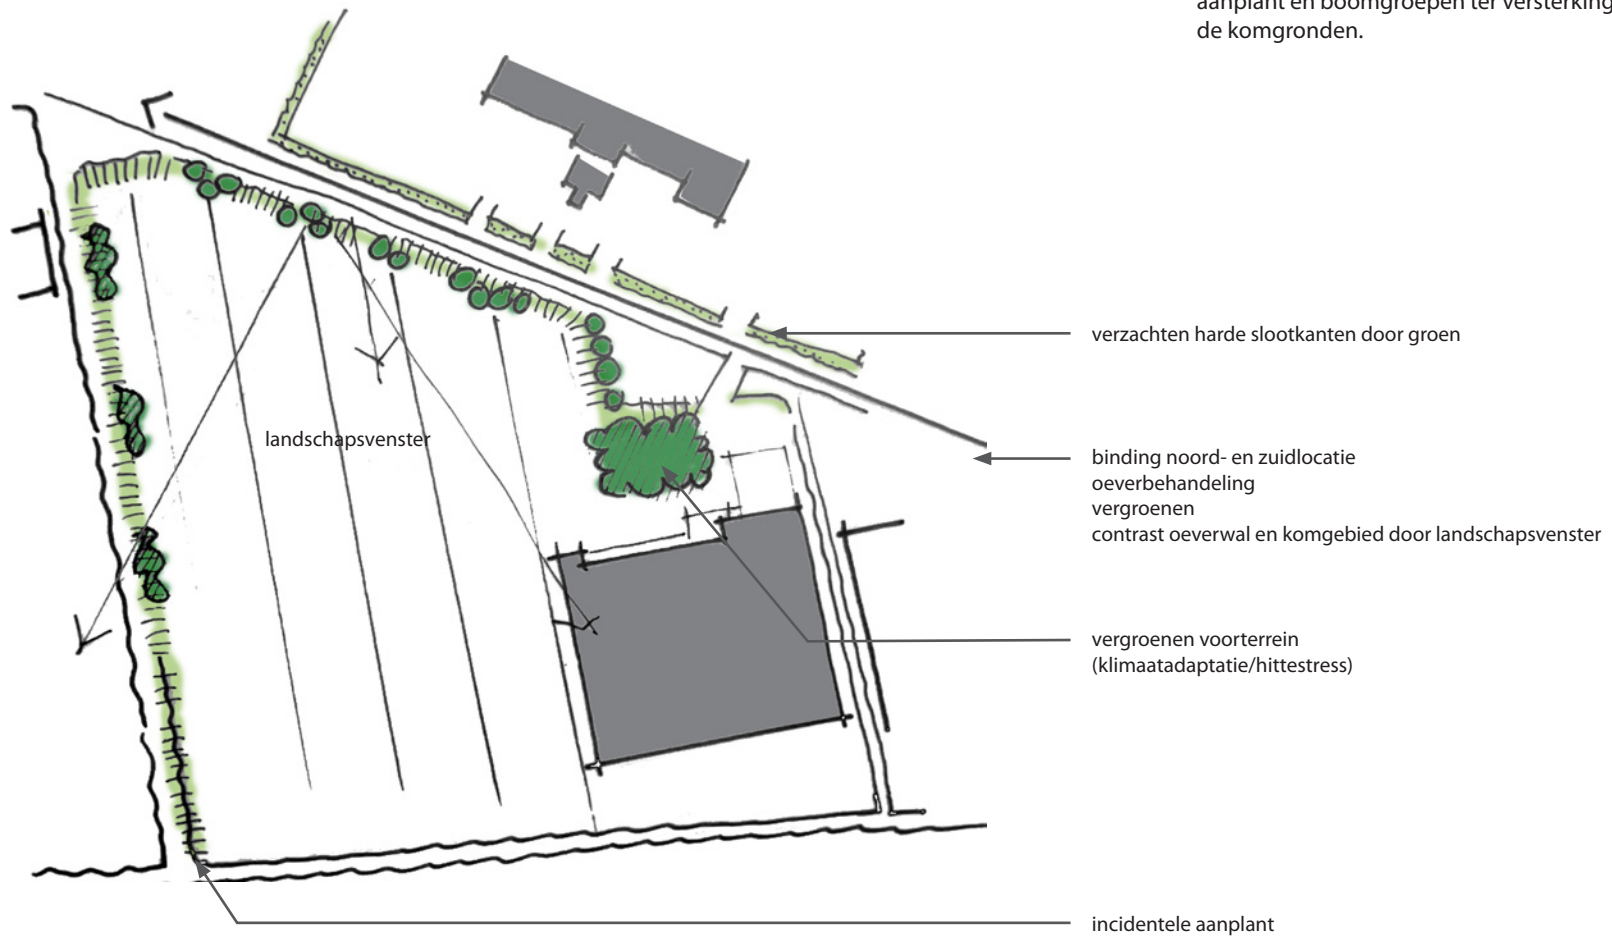 aanplant en boomgroepen ter versterking
de komgronden.
verzachten harde slootkanten door groen
landschapsvenster
binding noord- en zuidlocatie
oeverbehandeling
vergroenen
contrast oeverwal en komgebied door landschapsvenster
vergroenen voorterrein
(klimaatadaptatie/hittestress)
incidentele aanplant